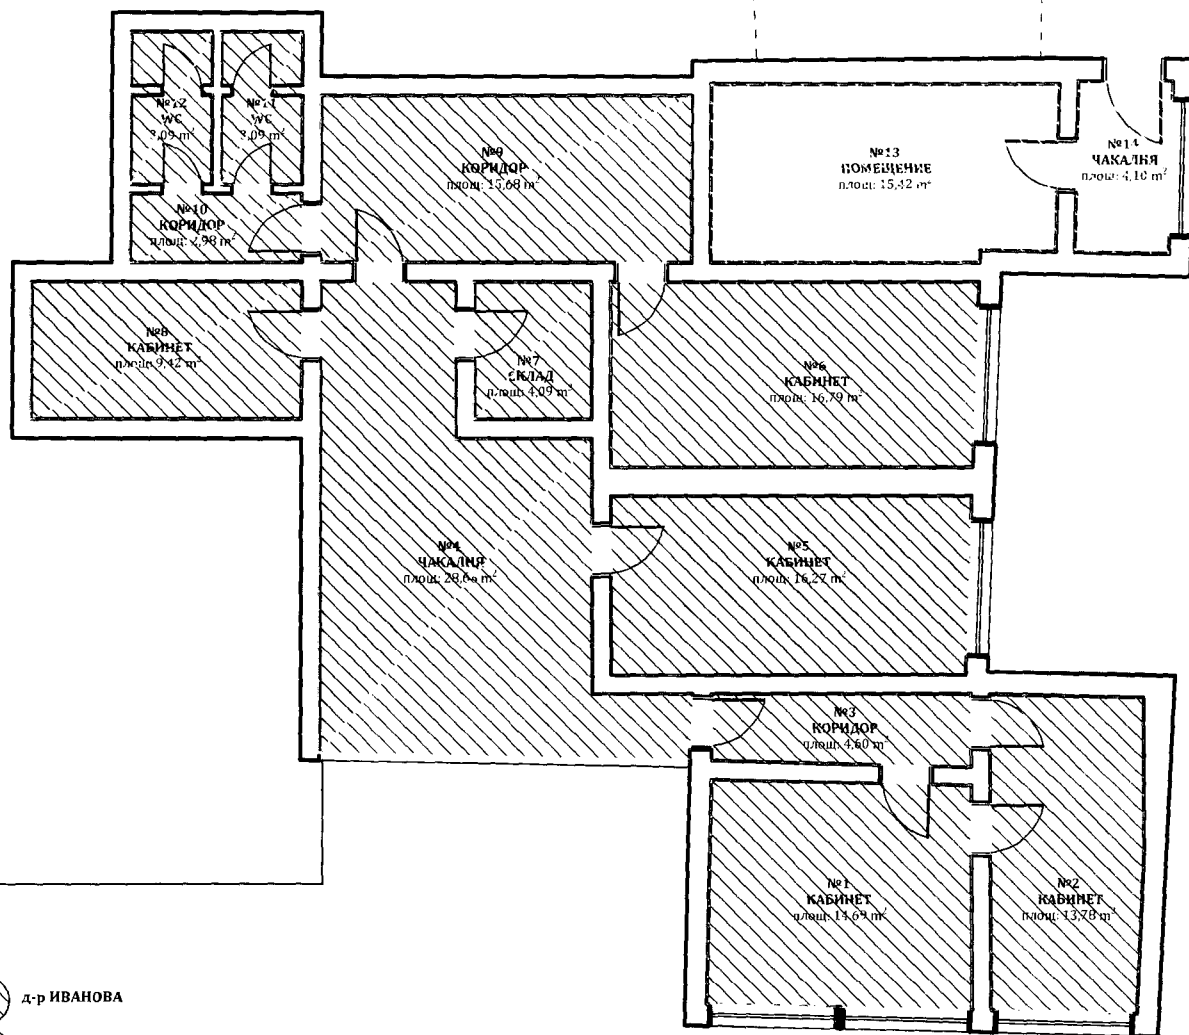 №12
WC
3,09 m²
№11
WC
3,09 m²
№10
КОРИДОР
площ: 2,98 m²
№9
КОРИДОР
площ: 15,68 m²
№13
ПОМЕЩЕНИЕ
площ: 15,42 m²
№14
ЧАКАЛНЯ
площ: 4,10 m²
№8
КАБИНЕТ
площ: 9,42 m²
№7
СКЛАД
площ: 4,09 m²
№6
КАБИНЕТ
площ: 16,79 m²
№4
ЧАКАЛНЯ
площ: 28,66 m²
№5
КАБИНЕТ
площ: 16,27 m²
№3
КОРИДОР
площ: 4,60 m²
№1
КАБИНЕТ
площ: 14,69 m²
№2
КАБИНЕТ
площ: 13,78 m²
д-р ИВАНОВА